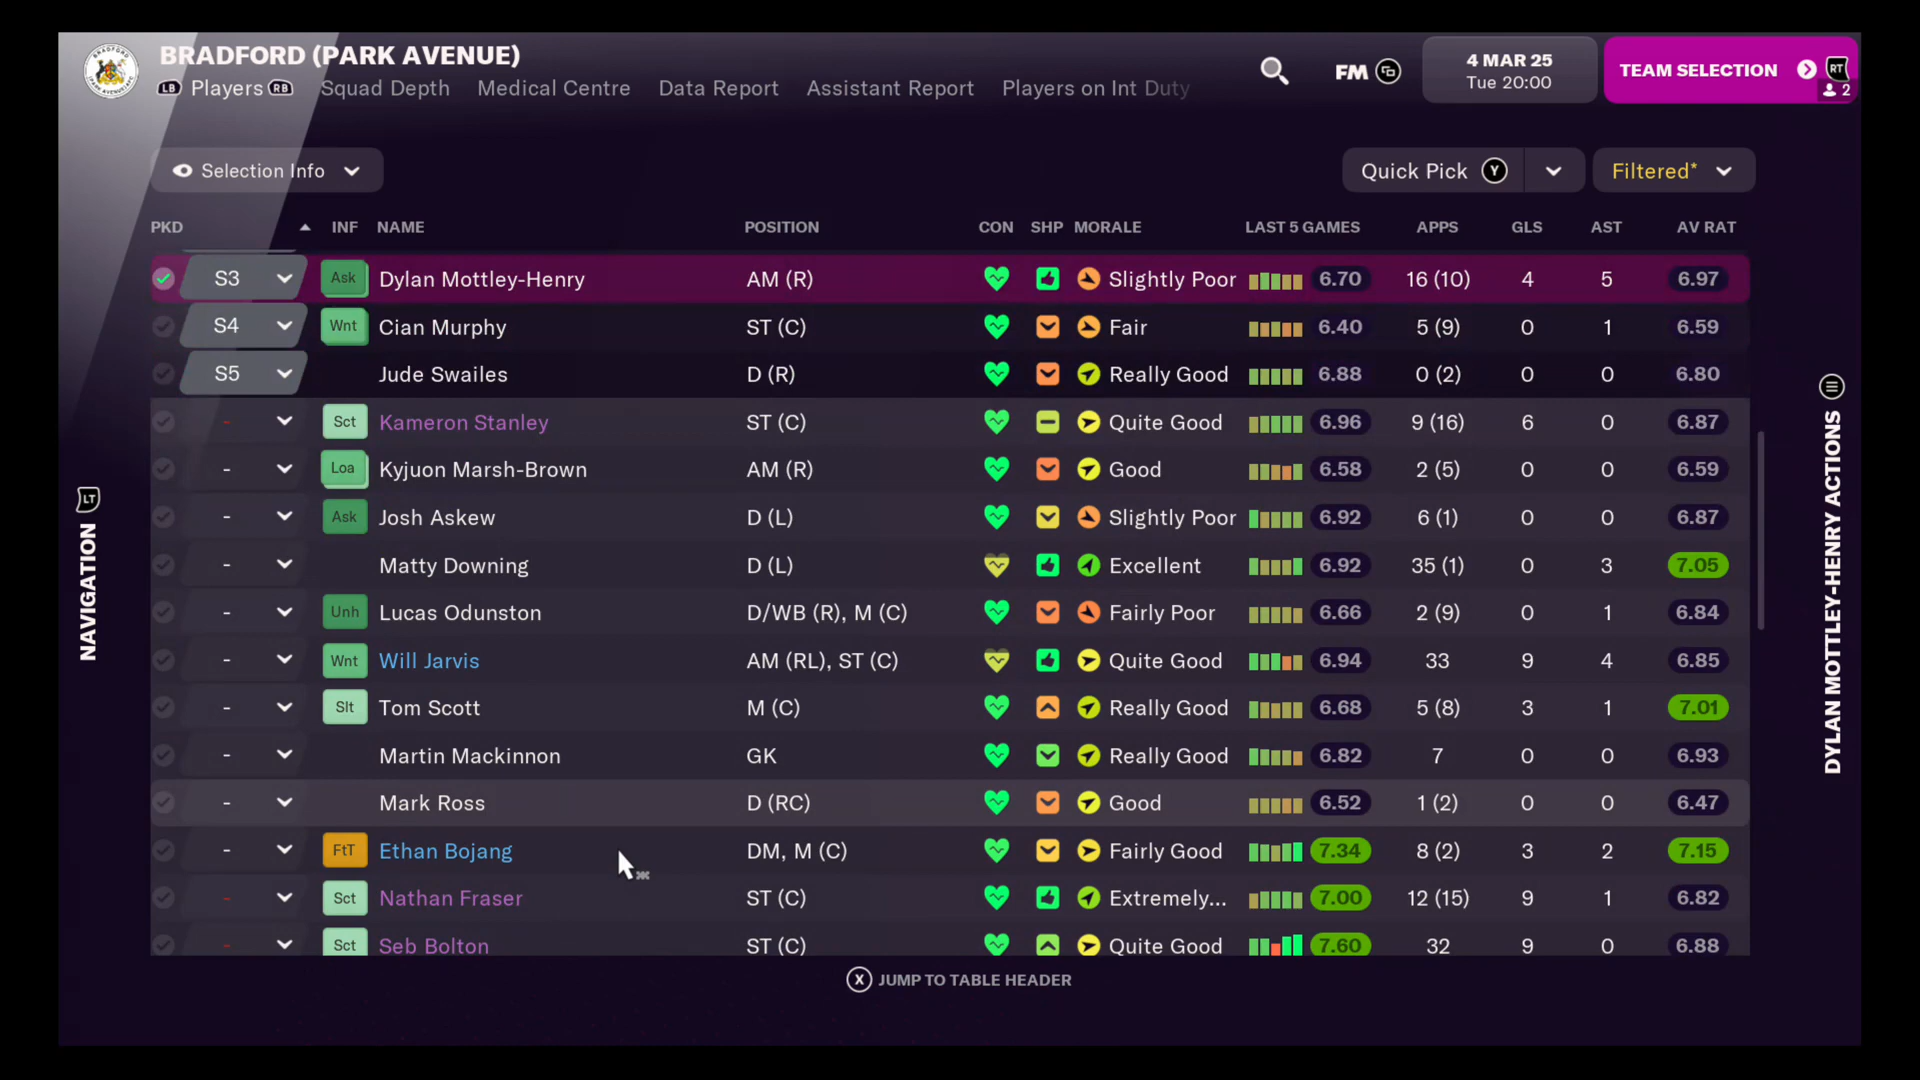 BRADFORD (PARK AVENUE)
LB Players RB Squad Depth Medical Centre Data Report Assistant Report Players on Int Duty
FM
4 MAR 25
Tue 20:00
TEAM SELECTION RT
2
Selection Info
Quick Pick Y
Filtered*
PKD INF NAME POSITION CON SHP MORALE LAST 5 GAMES APPS GLS AST AV RAT
S3 Ask Dylan Mottley-Henry AM (R) Slightly Poor 6.70 16 (10) 4 5 6.97
S4 Wnt Cian Murphy ST (C) Fair 6.40 5 (9) 0 1 6.59
S5 Jude Swailes D (R) Really Good 6.88 0 (2) 0 0 6.80
- Sct Kameron Stanley ST (C) Quite Good 6.96 9 (16) 6 0 6.87
- Loa Kyjuon Marsh-Brown AM (R) Good 6.58 2 (5) 0 0 6.59
- Ask Josh Askew D (L) Slightly Poor 6.92 6 (1) 0 0 6.87
- Matty Downing D (L) Excellent 6.92 35 (1) 0 3 7.05
- Unh Lucas Odunston D/WB (R), M (C) Fairly Poor 6.66 2 (9) 0 1 6.84
- Wnt Will Jarvis AM (RL), ST (C) Quite Good 6.94 33 9 4 6.85
- Slt Tom Scott M (C) Really Good 6.68 5 (8) 3 1 7.01
- Martin Mackinnon GK Really Good 6.82 7 0 0 6.93
- Mark Ross D (RC) Good 6.52 1 (2) 0 0 6.47
- FtT Ethan Bojang DM, M (C) Fairly Good 7.34 8 (2) 3 2 7.15
- Sct Nathan Fraser ST (C) Extremely... 7.00 12 (15) 9 1 6.82
- Sct Seb Bolton ST (C) Quite Good 7.60 32 9 0 6.88
X JUMP TO TABLE HEADER
LT NAVIGATION
DYLAN MOTTLEY-HENRY ACTIONS